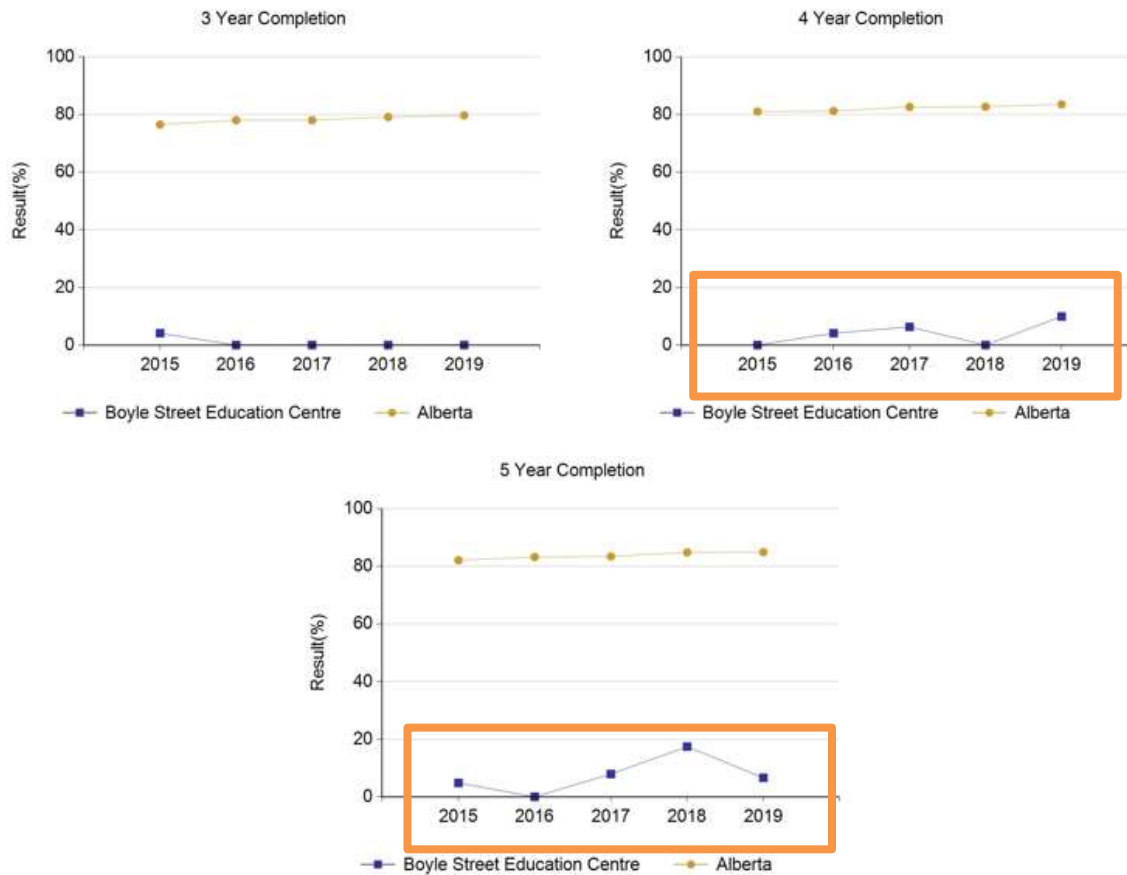 3 Year Completion
100
80
60
40
20
0
Result(%)
2015 2016 2017 2018 2019
Boyle Street Education Centre Alberta
4 Year Completion
100
80
60
40
20
0
Result(%)
2015 2016 2017 2018 2019
Boyle Street Education Centre Alberta
5 Year Completion
100
80
60
40
20
0
Result(%)
2015 2016 2017 2018 2019
Boyle Street Education Centre Alberta